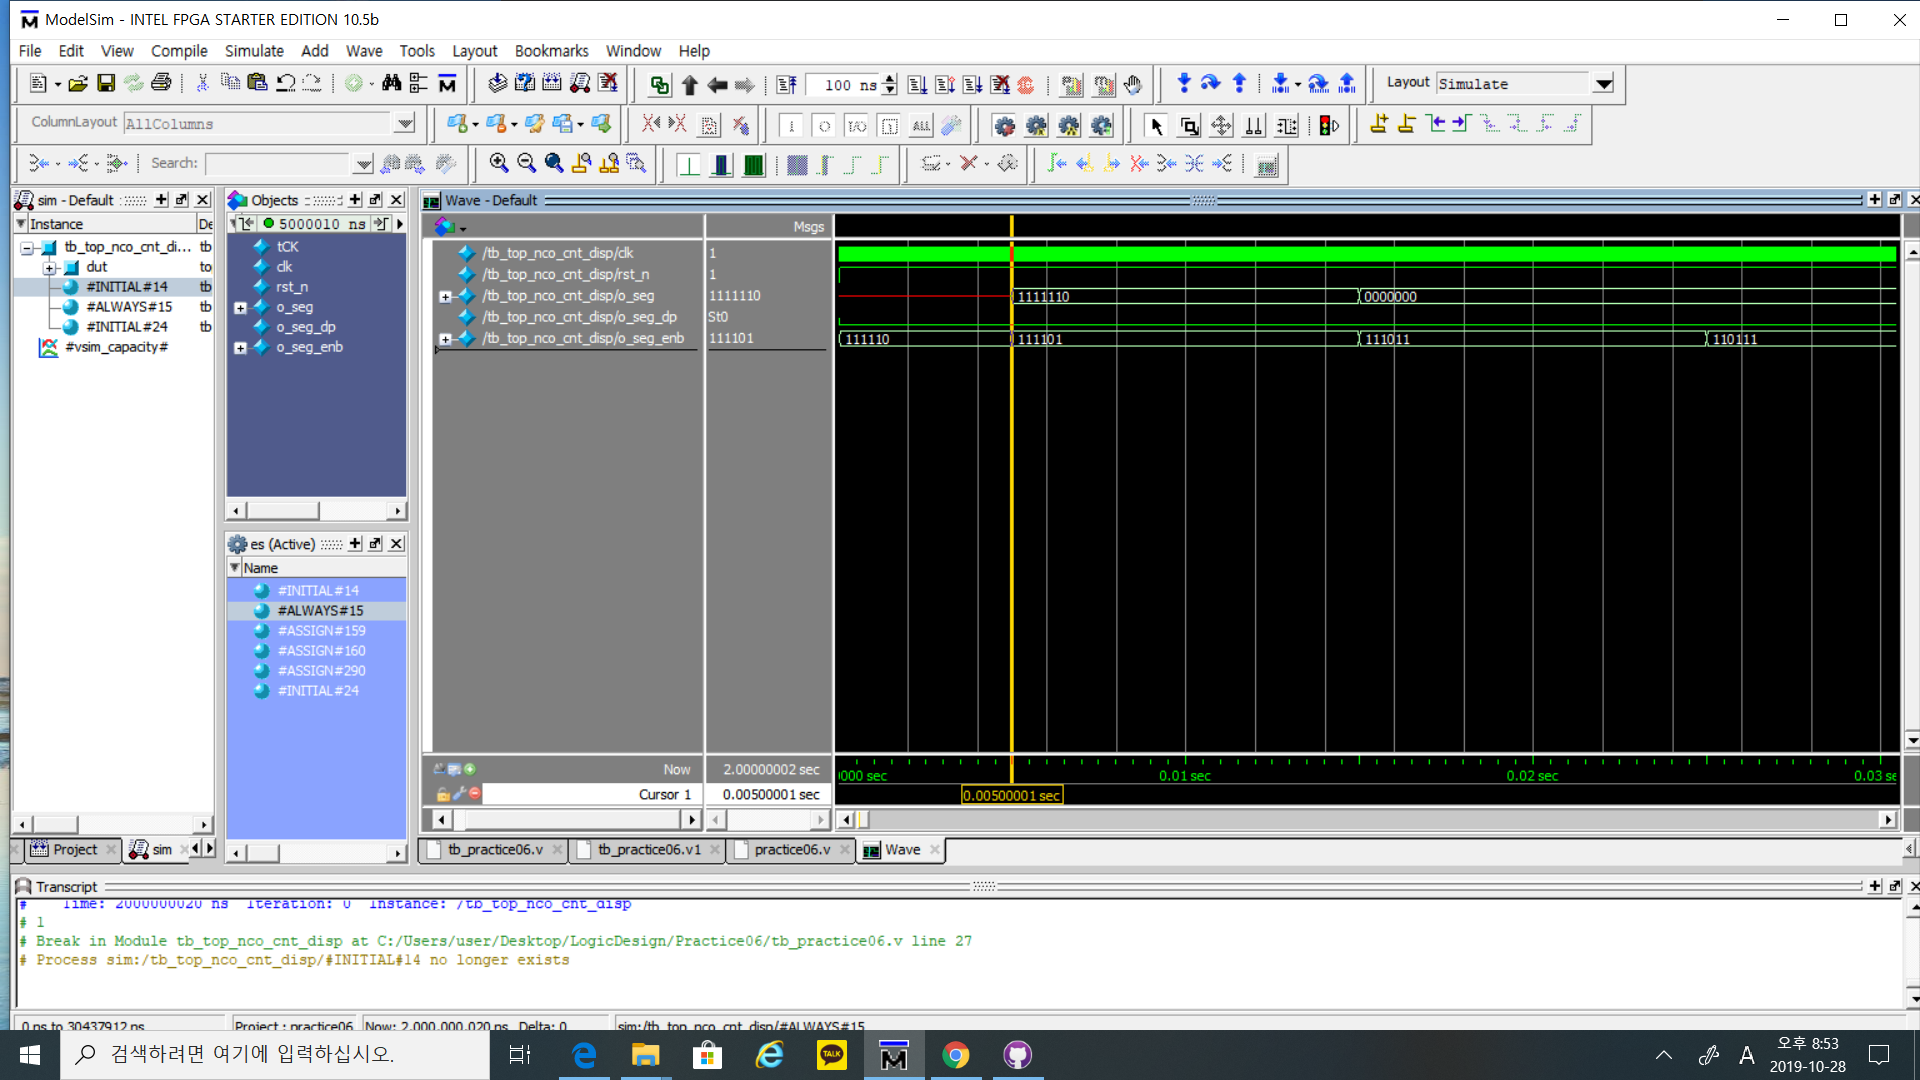 ModelSim - INTEL FPGA STARTER EDITION 10.5b
File Edit View Compile Simulate Add Wave Tools Layout Bookmarks Window Help
100 ns
Layout Simulate
ColumnLayout AllColumns
Search:
sim - Default
Instance De
tb_top_nco_cnt_di... tb
dut to
#INITIAL#14 tb
#ALWAYS#15 tb
#INITIAL#24 tb
#vsim_capacity#
Objects
5000010 ns
tCK
clk
rst_n
o_seg
o_seg_dp
o_seg_enb
es (Active)
Name
#INITIAL#14
#ALWAYS#15
#ASSIGN#159
#ASSIGN#160
#ASSIGN#290
#INITIAL#24
Wave - Default
Msgs
/tb_top_nco_cnt_disp/clk 1
/tb_top_nco_cnt_disp/rst_n 1
/tb_top_nco_cnt_disp/o_seg 1111110 1111110 0000000
/tb_top_nco_cnt_disp/o_seg_dp St0
/tb_top_nco_cnt_disp/o_seg_enb 111101 111110 111101 111011 110111
Now 2.00000002 sec 000 sec 0.01 sec 0.02 sec 0.03 se
Cursor 1 0.00500001 sec 0.00500001 sec
Project sim
tb_practice06.v tb_practice06.v1 practice06.v Wave
Transcript
# Time: 2000000020 ns Iteration: 0 Instance: /tb_top_nco_cnt_disp
# 1
# Break in Module tb_top_nco_cnt_disp at C:/Users/user/Desktop/LogicDesign/Practice06/tb_practice06.v line 27
# Process sim:/tb_top_nco_cnt_disp/#INITIAL#14 no longer exists
0 ns to 30437912 ns Project : practice06 Now: 2,000,000,020 ns Delta: 0 sim:/tb_top_nco_cnt_disp/#ALWAYS#15
검색하려면 여기에 입력하십시오.
TALK
A
오후 8:53
2019-10-28